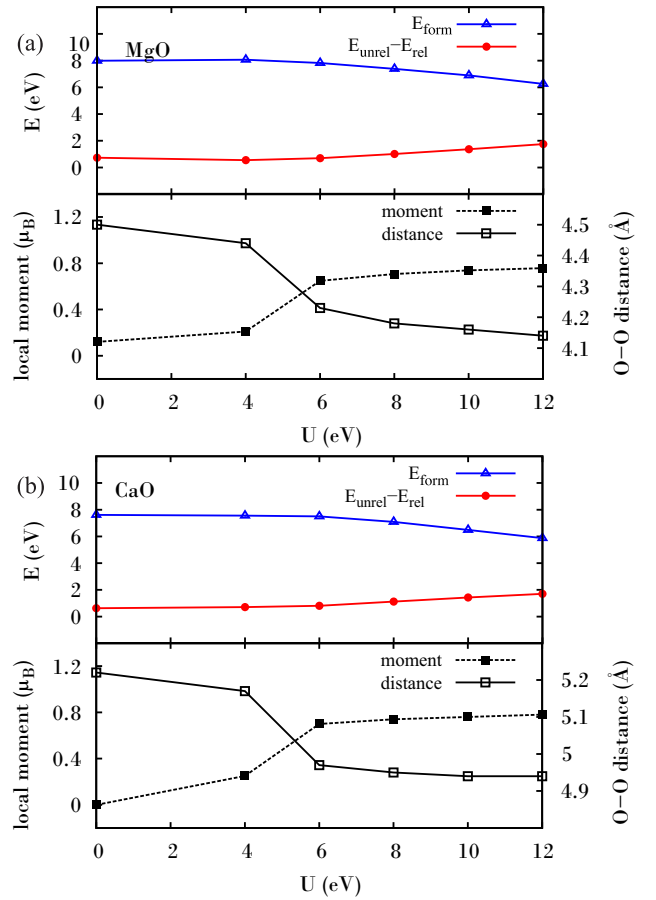 (a)
MgO
E_form
E_unrel−E_rel
E (eV)
10
8
6
4
2
0
moment
distance
local moment (μ_B)
1.2
0.8
0.4
0
O−O distance (Å)
4.5
4.4
4.3
4.2
4.1
0 2 4 6 8 10 12
U (eV)
(b)
CaO
E_form
E_unrel−E_rel
E (eV)
10
8
6
4
2
0
moment
distance
local moment (μ_B)
1.2
0.8
0.4
0
O−O distance (Å)
5.2
5.1
5
4.9
0 2 4 6 8 10 12
U (eV)